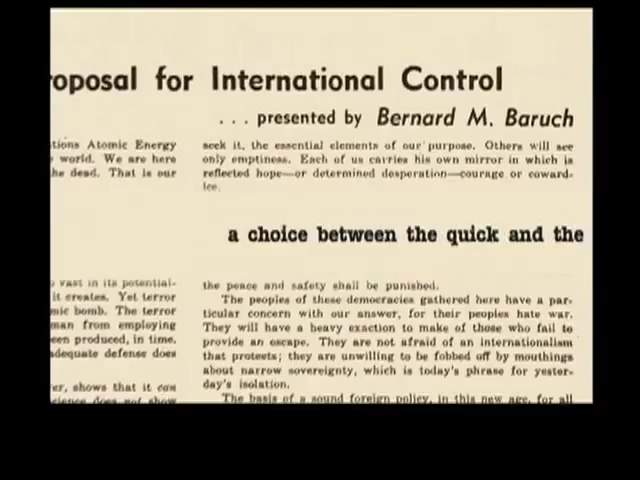 roposal for International Control
. . . presented by Bernard M. Baruch
tions Atomic Energy
world. We are here
he dead. That is our
seek it, the essential elements of our purpose. Others will see
only emptiness. Each of us carries his own mirror in which is
reflected hope—or determined desperation—courage or coward-
ice.
a choice between the quick and the
vast in its potential-
it creates. Yet terror
mic bomb. The terror
man from employing
een produced, in time,
adequate defense does
er, shows that it can
cience does not show
the peace and safety shall be punished.
The peoples of these democracies gathered here have a par-
ticular concern with our answer, for their peoples hate war.
They will have a heavy exaction to make of those who fail to
provide an escape. They are not afraid of an internationalism
that protects; they are unwilling to be fobbed off by mouthings
about narrow sovereignty, which is today's phrase for yester-
day's isolation.
The basis of a sound foreign policy, in this new age, for all